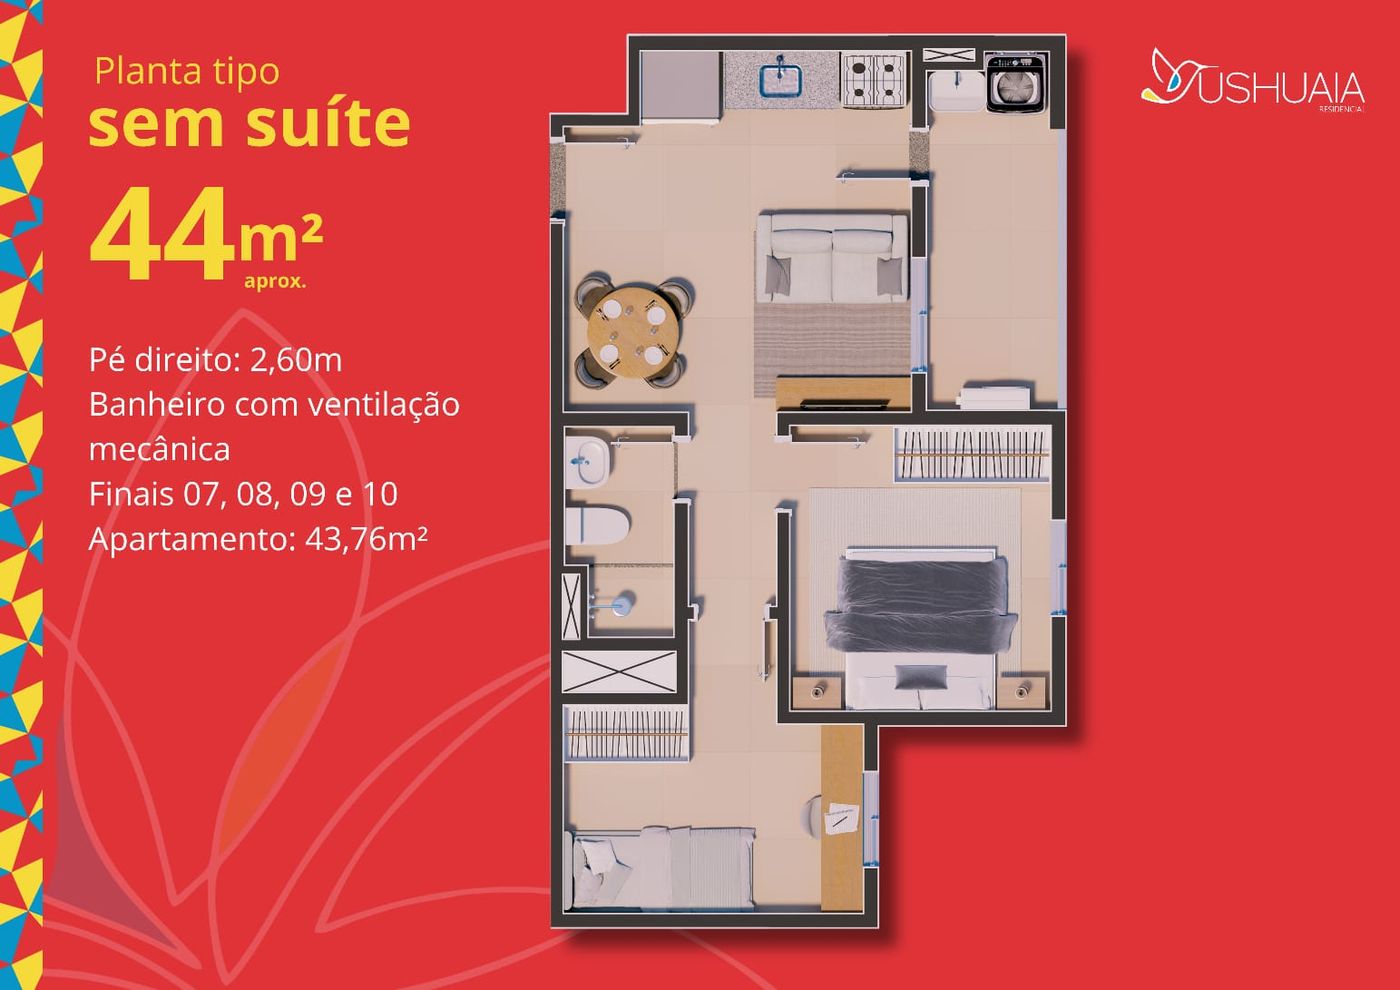 Planta tipo
sem suíte
44m²
aprox.
Pé direito: 2,60m
Banheiro com ventilação
mecânica
Finais 07, 08, 09 e 10
Apartamento: 43,76m²
USHUAIA
RESIDENCIAL